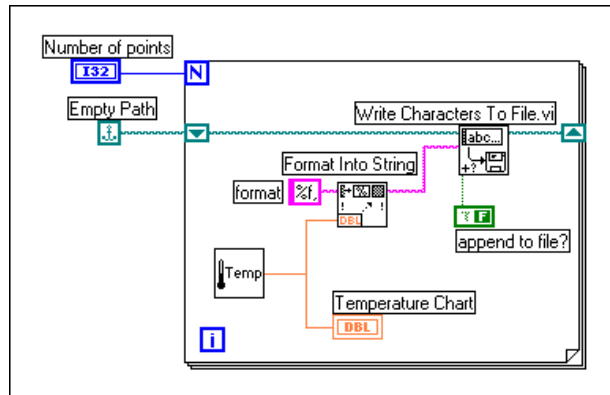 Number of points
I32
N
Empty Path
Write Characters To File.vi
abc...
+?
Format Into String
format
%f,
%
!
!
DBL
F
append to file?
Temp
Temperature Chart
DBL
i